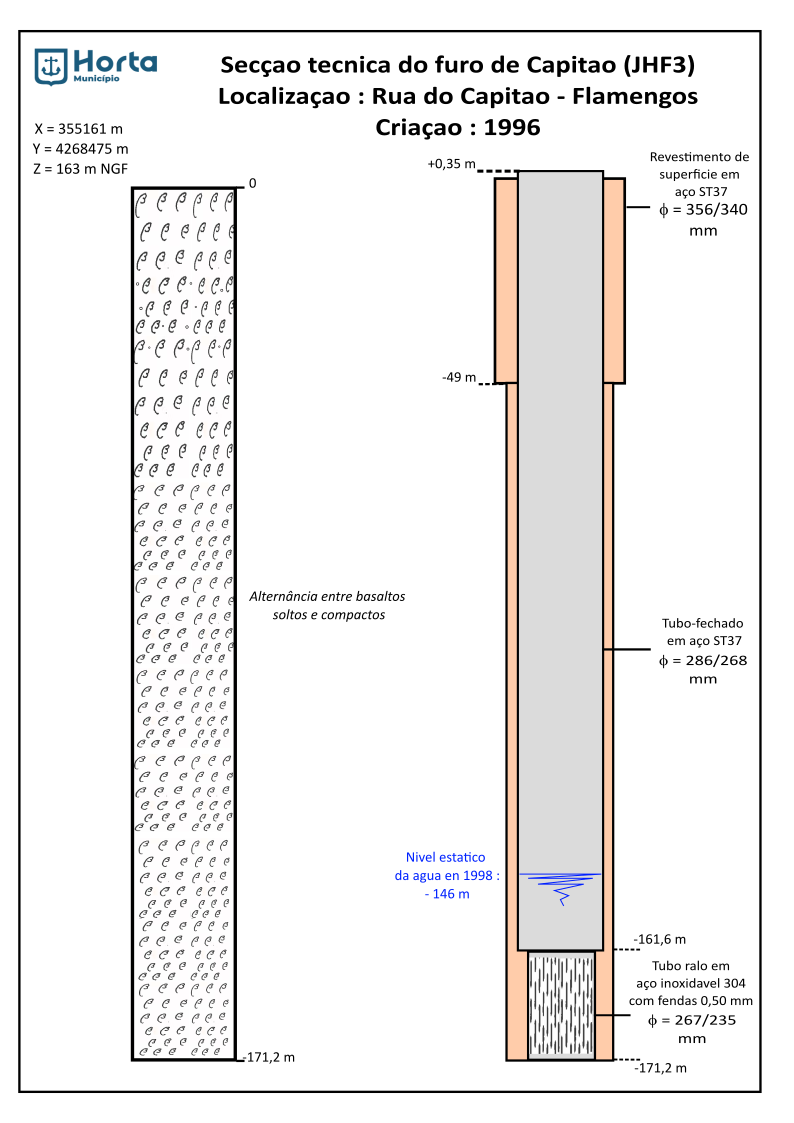 Horta
Município
Secçao tecnica do furo de Capitao (JHF3)
Localizaçao : Rua do Capitao - Flamengos
Criaçao : 1996
X = 355161 m
Y = 4268475 m
Z = 163 m NGF
0
+0,35 m
Revestimento de
superficie em
aço ST37
ϕ = 356/340
mm
-49 m
Alternância entre basaltos
soltos e compactos
Tubo-fechado
em aço ST37
ϕ = 286/268
mm
Nivel estatico
da agua en 1998 :
- 146 m
-161,6 m
Tubo ralo em
aço inoxidavel 304
com fendas 0,50 mm
ϕ = 267/235
mm
-171,2 m
-171,2 m